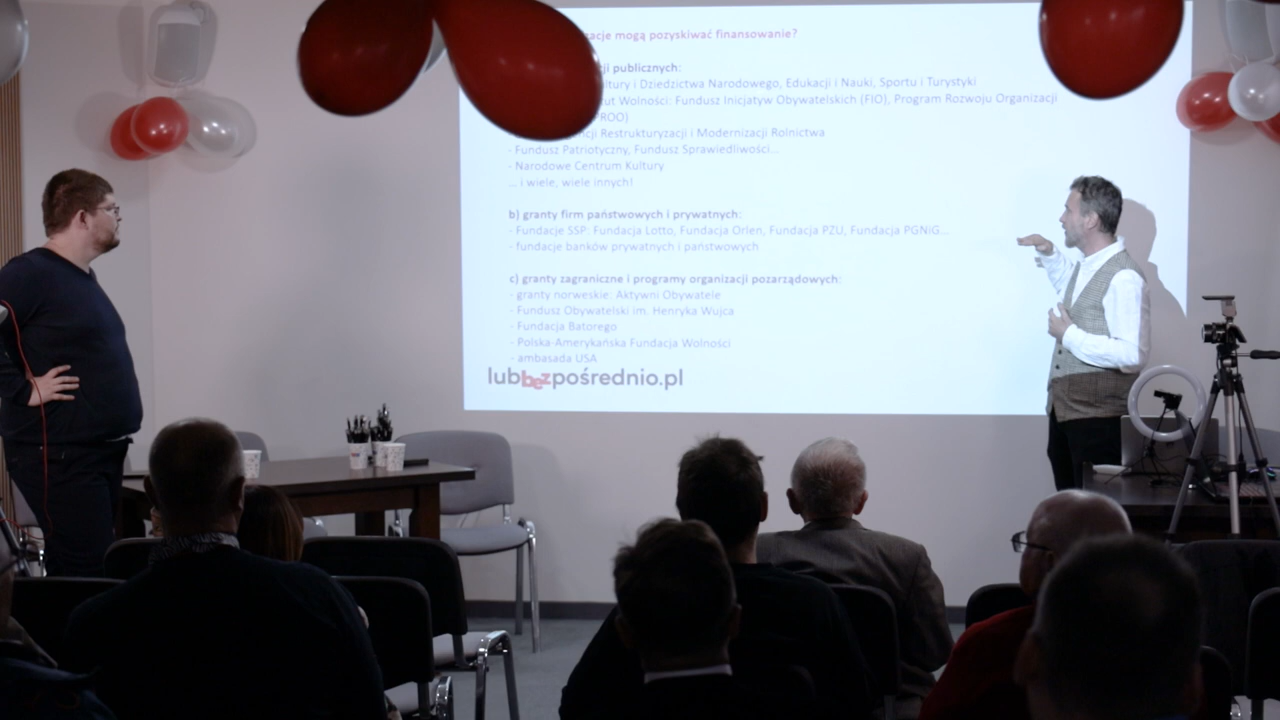 zacje mogą pozyskiwać finansowanie?
ji publicznych:
ltury i Dziedzictwa Narodowego, Edukacji i Nauki, Sportu i Turystyki
tut Wolności: Fundusz Inicjatyw Obywatelskich (FIO), Program Rozwoju Organizacji
PROO)
ncji Restrukturyzacji i Modernizacji Rolnictwa
- Fundusz Patriotyczny, Fundusz Sprawiedliwości...
- Narodowe Centrum Kultury
... i wiele, wiele innych!
b) granty firm państwowych i prywatnych:
- Fundacje SSP: Fundacja Lotto, Fundacja Orlen, Fundacja PZU, Fundacja PGNiG...
- fundacje banków prywatnych i państwowych
c) granty zagraniczne i programy organizacji pozarządowych:
- granty norweskie: Aktywni Obywatele
- Fundusz Obywatelski im. Henryka Wujca
- Fundacja Batorego
- Polska-Amerykańska Fundacja Wolności
- ambasada USA
lubbezpośrednio.pl